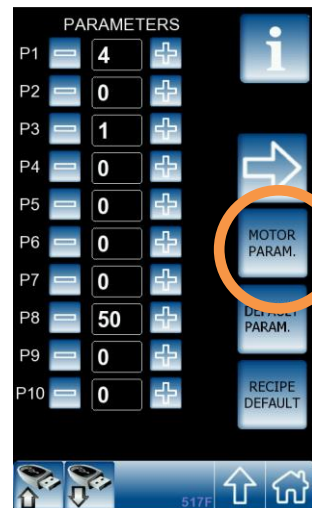 PARAMETERS
P1 4
P2 0
P3 1
P4 0
P5 0
P6 0
P7 0
P8 50
P9 0
P10 0
i
MOTOR
PARAM.
DEFAULT
PARAM.
RECIPE
DEFAULT
517F